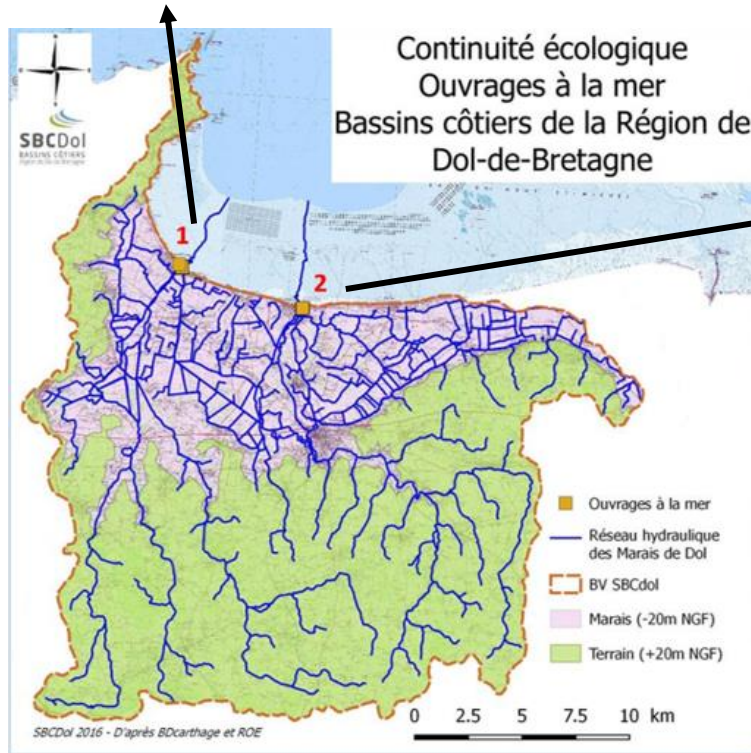 Continuité écologique
Ouvrages à la mer
Bassins côtiers de la Région de
Dol-de-Bretagne
SBCDol
BASSINS CÔTIERS
1
2
Ouvrages à la mer
Réseau hydraulique
des Marais de Dol
BV SBCdol
Marais (-20m NGF)
Terrain (+20m NGF)
0 2.5 5 7.5 10 km
SBCDol 2016 - D'après BDcarthage et ROE